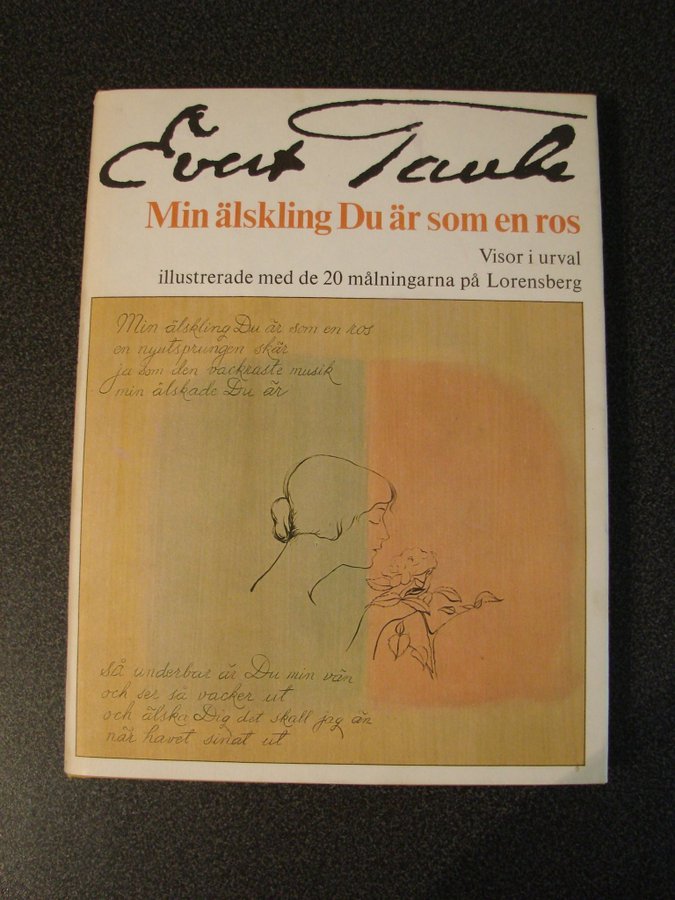 Evert Taube
Min älskling Du är som en ros
Visor i urval
illustrerade med de 20 målningarna på Lorensberg
Min älskling Du är som en ros
en nyutsprungen skär
ja som den vackraste musik
min älskade Du är
så underbar är Du min vän
och ser så vacker ut
och älska Dig det skall jag än
när havet sinat ut